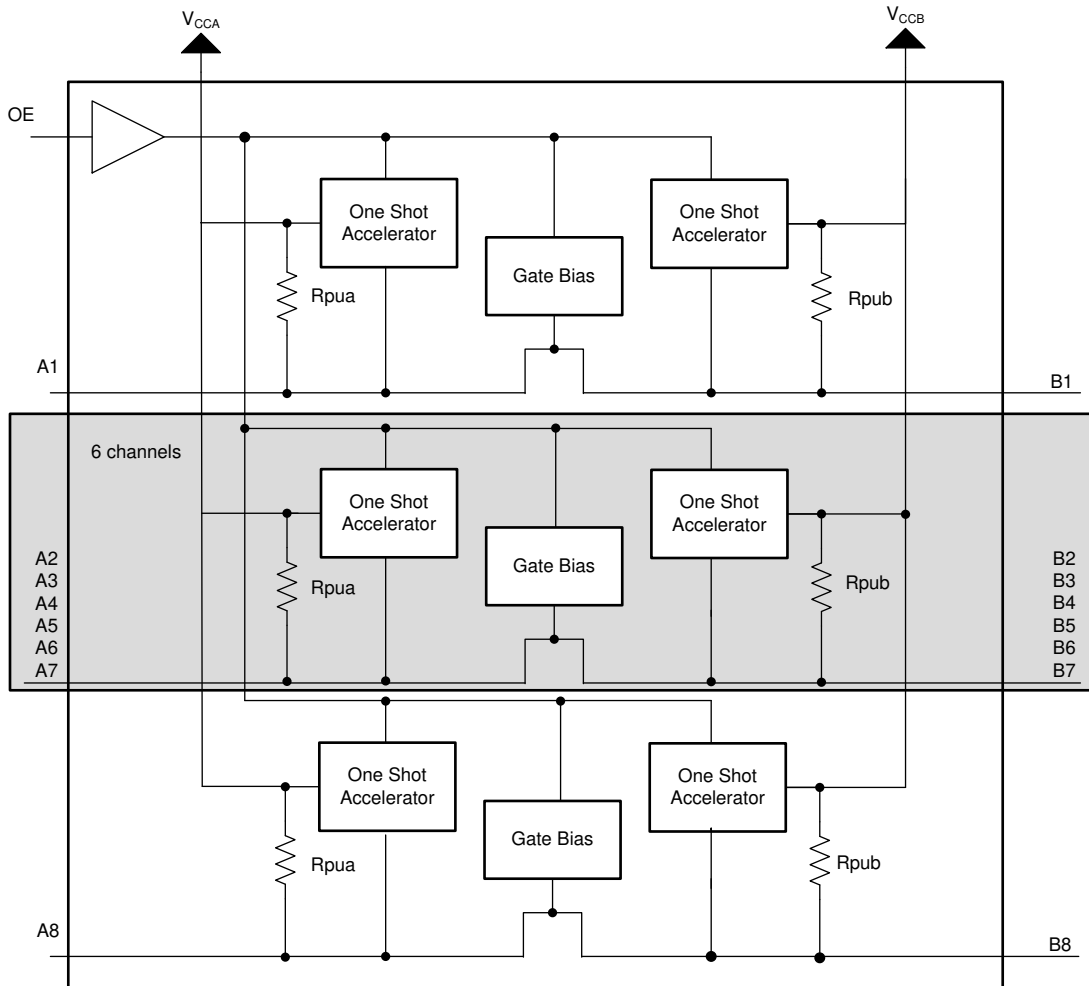 VCCA
VCCB
OE
One Shot
Accelerator
One Shot
Accelerator
Gate Bias
Rpua
Rpub
A1
B1
6 channels
One Shot
Accelerator
One Shot
Accelerator
Gate Bias
Rpua
Rpub
A2
A3
A4
A5
A6
A7
B2
B3
B4
B5
B6
B7
One Shot
Accelerator
One Shot
Accelerator
Gate Bias
Rpua
Rpub
A8
B8